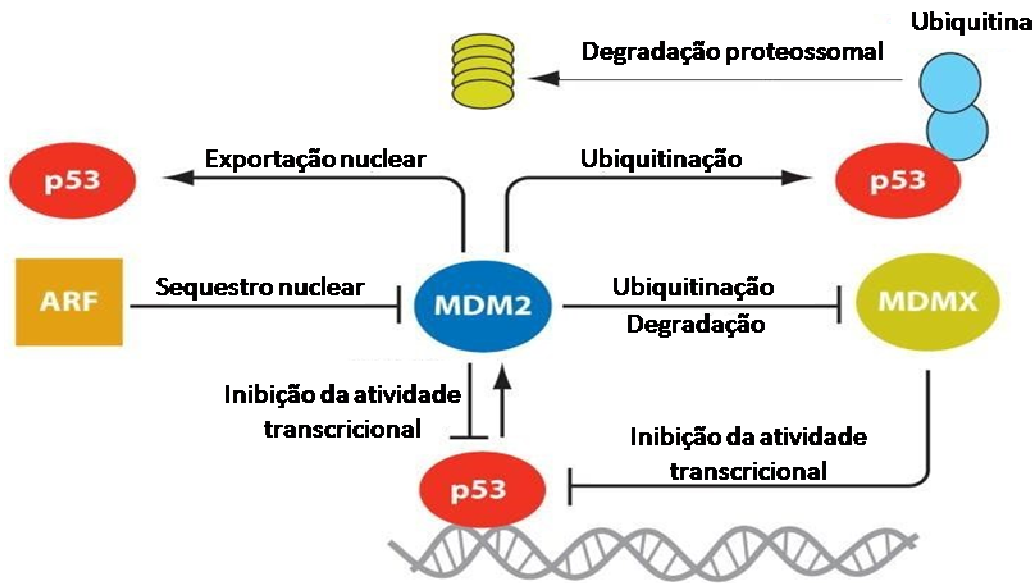 Ubiquitina
Degradação proteossomal
Exportação nuclear
Ubiquitinação
p53
p53
ARF
Sequestro nuclear
MDM2
Ubiquitinação
Degradação
MDMX
Inibição da atividade
transcricional
Inibição da atividade
transcricional
p53